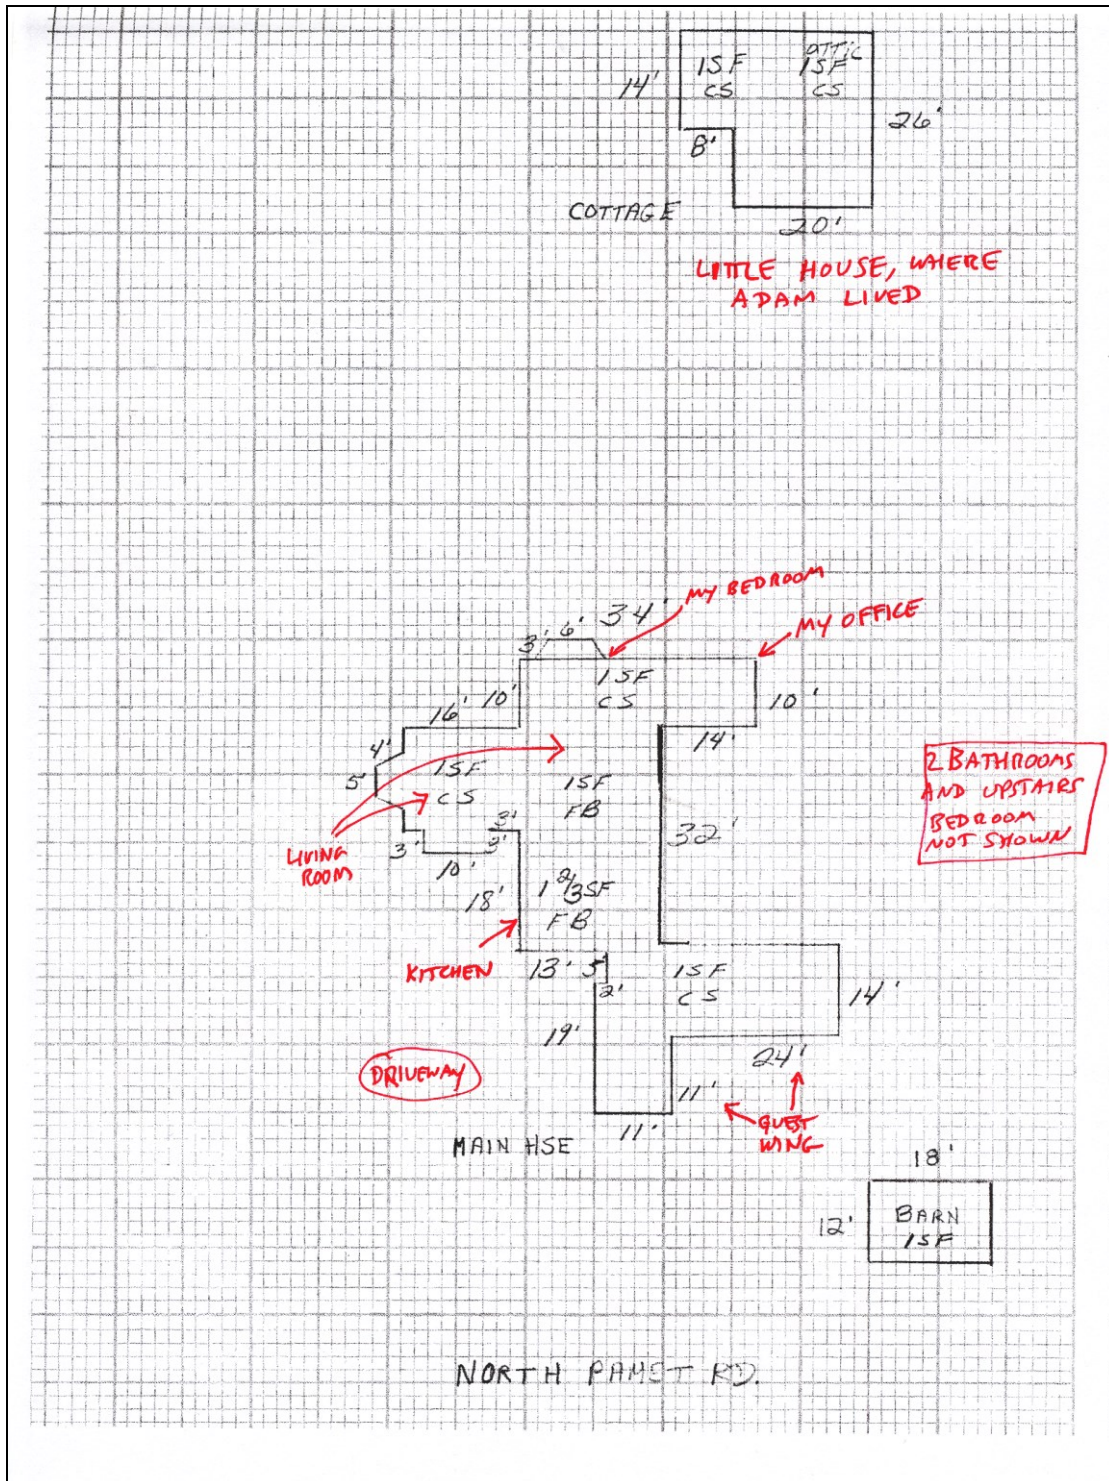 1SF
CS
ATTIC
1SF
CS
14'
26'
8'
COTTAGE
20'
LITTLE HOUSE, WHERE
ADAM LIVED
MY BEDROOM
34'
6'
3'
MY OFFICE
1SF
CS
10'
10'
16'
14'
4'
5'
1SF
CS
1SF
FB
3'
2'
3'
10'
32'
2 BATHROOMS
AND UPSTAIRS
BEDROOM
NOT SHOWN
LIVING
ROOM
18'
1 2/3SF
FB
KITCHEN
13'
5'
2'
1SF
CS
14'
19'
24'
DRIVEWAY
11'
GUEST
WING
11'
MAIN HSE
18'
12'
BARN
1SF
NORTH PAMET RD.